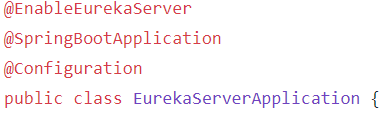 @EnableEurekaServer
@SpringBootApplication
@Configuration
public class EurekaServerApplication {